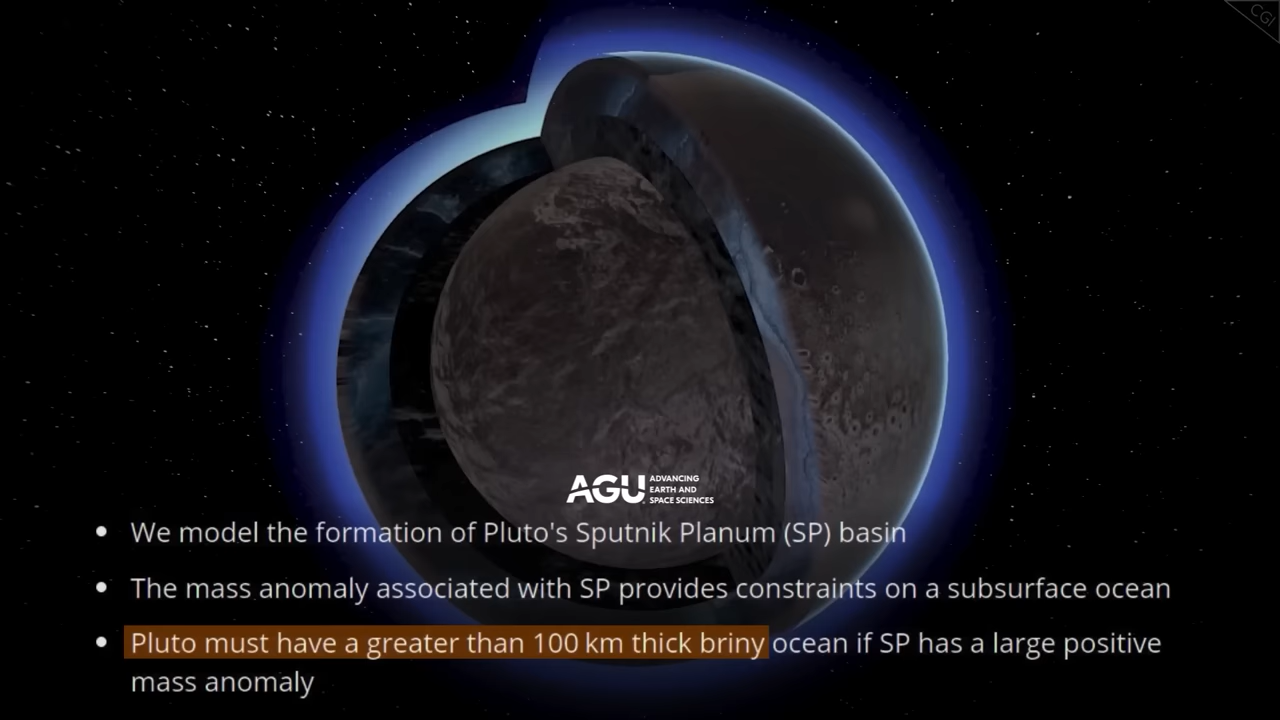 CGI
AGU ADVANCING
EARTH AND
SPACE SCIENCES
• We model the formation of Pluto's Sputnik Planum (SP) basin
• The mass anomaly associated with SP provides constraints on a subsurface ocean
• Pluto must have a greater than 100 km thick briny ocean if SP has a large positive
mass anomaly